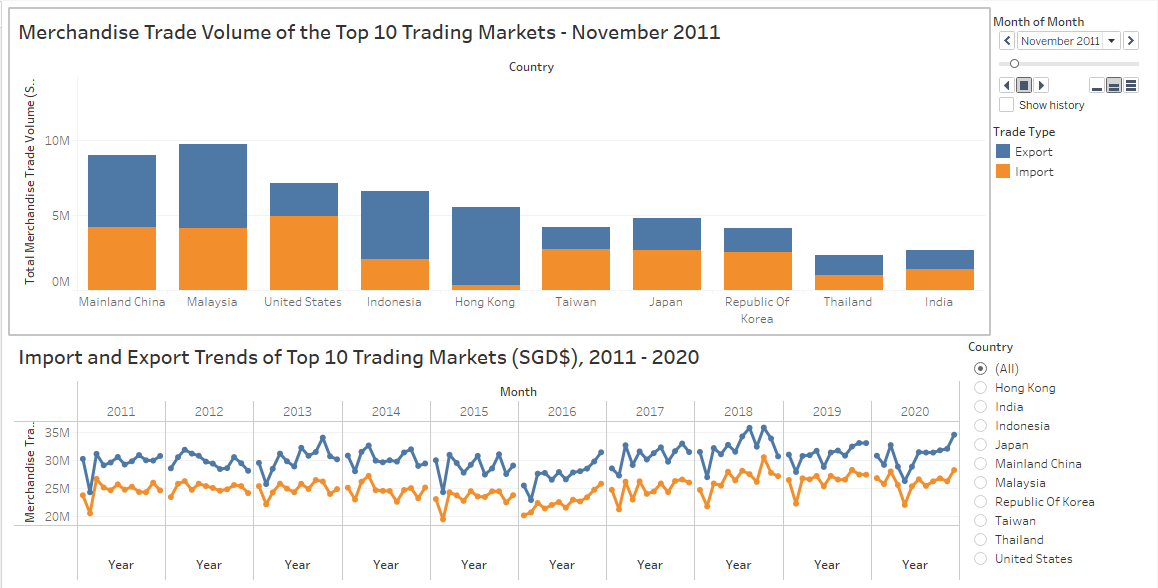 Merchandise Trade Volume of the Top 10 Trading Markets - November 2011
Country
Total Merchandise Trade Volume (S..
10M
5M
0M
Mainland China
Malaysia
United States
Indonesia
Hong Kong
Taiwan
Japan
Republic Of
Korea
Thailand
India
Month of Month
November 2011
Show history
Trade Type
Export
Import
Import and Export Trends of Top 10 Trading Markets (SGD$), 2011 - 2020
Month
2011
2012
2013
2014
2015
2016
2017
2018
2019
2020
Merchandise Tra..
35M
30M
25M
20M
Year
Year
Year
Year
Year
Year
Year
Year
Year
Year
Country
(All)
Hong Kong
India
Indonesia
Japan
Mainland China
Malaysia
Republic Of Korea
Taiwan
Thailand
United States